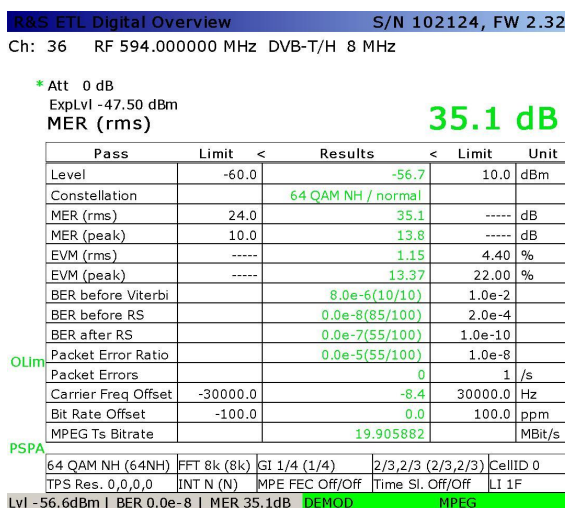 R&S ETL Digital Overview S/N 102124, FW 2.32
Ch: 36 RF 594.000000 MHz DVB-T/H 8 MHz
* Att 0 dB
ExpLvl -47.50 dBm
MER (rms) 35.1 dB
Pass Limit < Results < Limit Unit
Level -60.0 -56.7 10.0 dBm
Constellation 64 QAM NH / normal
MER (rms) 24.0 35.1 ----- dB
MER (peak) 10.0 13.8 ----- dB
EVM (rms) ----- 1.15 4.40 %
EVM (peak) ----- 13.37 22.00 %
BER before Viterbi 8.0e-6(10/10) 1.0e-2
BER before RS 0.0e-8(85/100) 2.0e-4
BER after RS 0.0e-7(55/100) 1.0e-10
OLim Packet Error Ratio 0.0e-5(55/100) 1.0e-8
Packet Errors 0 1 /s
Carrier Freq Offset -30000.0 -8.4 30000.0 Hz
Bit Rate Offset -100.0 0.0 100.0 ppm
MPEG Ts Bitrate 19.905882 MBit/s
PSPA
64 QAM NH (64NH) FFT 8k (8k) GI 1/4 (1/4) 2/3,2/3 (2/3,2/3) CellID 0
TPS Res. 0,0,0,0 INT N (N) MPE FEC Off/Off Time Sl. Off/Off LI 1F
Lvl -56.6dBm | BER 0.0e-8 | MER 35.1dB DEMOD MPEG